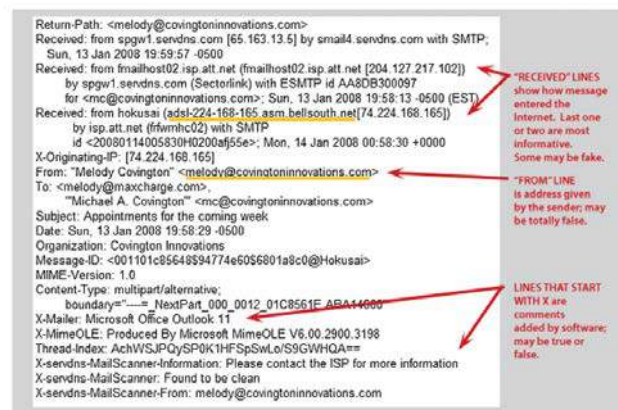 Return-Path: <melody@covingtoninnovations.com>
Received: from spgw1.servdns.com [65.163.13.5] by smail4.servdns.com with SMTP;
Sun, 13 Jan 2008 19:59:57 -0500
Received: from fmailhost02.isp.att.net (fmailhost02.isp.att.net [204.127.217.102])
by spgw1.servdns.com (Sectorlink) with ESMTP id AA8DB300097
for <mc@covingtoninnovations.com>; Sun, 13 Jan 2008 19:58:13 -0500 (EST)
Received: from hokusai (adsl-224-168-165.asm.bellsouth.net[74.224.168.165])
by isp.att.net (frfwmhc02) with SMTP
id <20080114005830H0200afj55e>; Mon, 14 Jan 2008 00:58:30 +0000
X-Originating-IP: [74.224.168.165]
From: "Melody Covington" <melody@covingtoninnovations.com>
To: <melody@maxcharge.com>,
"'Michael A. Covington'" <mc@covingtoninnovations.com>
Subject: Appointments for the coming week
Date: Sun, 13 Jan 2008 19:58:29 -0500
Organization: Covington Innovations
Message-ID: <001101c85648$94774e60$6801a8c0@Hokusai>
MIME-Version: 1.0
Content-Type: multipart/alternative;
boundary="----=_NextPart_000_0012_01C8561E.ABA14660"
X-Mailer: Microsoft Office Outlook 11
X-MimeOLE: Produced By Microsoft MimeOLE V6.00.2900.3198
Thread-Index: AchWSJPQySP0K1HFSpSwLo/S9GWHQA==
X-servdns-MailScanner-Information: Please contact the ISP for more information
X-servdns-MailScanner: Found to be clean
X-servdns-MailScanner-From: melody@covingtoninnovations.com
"RECEIVED" LINES
show how message
entered the
Internet. Last one
or two are most
informative.
Some may be fake.
"FROM" LINE
is address given
by the sender; may
be totally false.
LINES THAT START
WITH X are
comments
added by software;
may be true or
false.